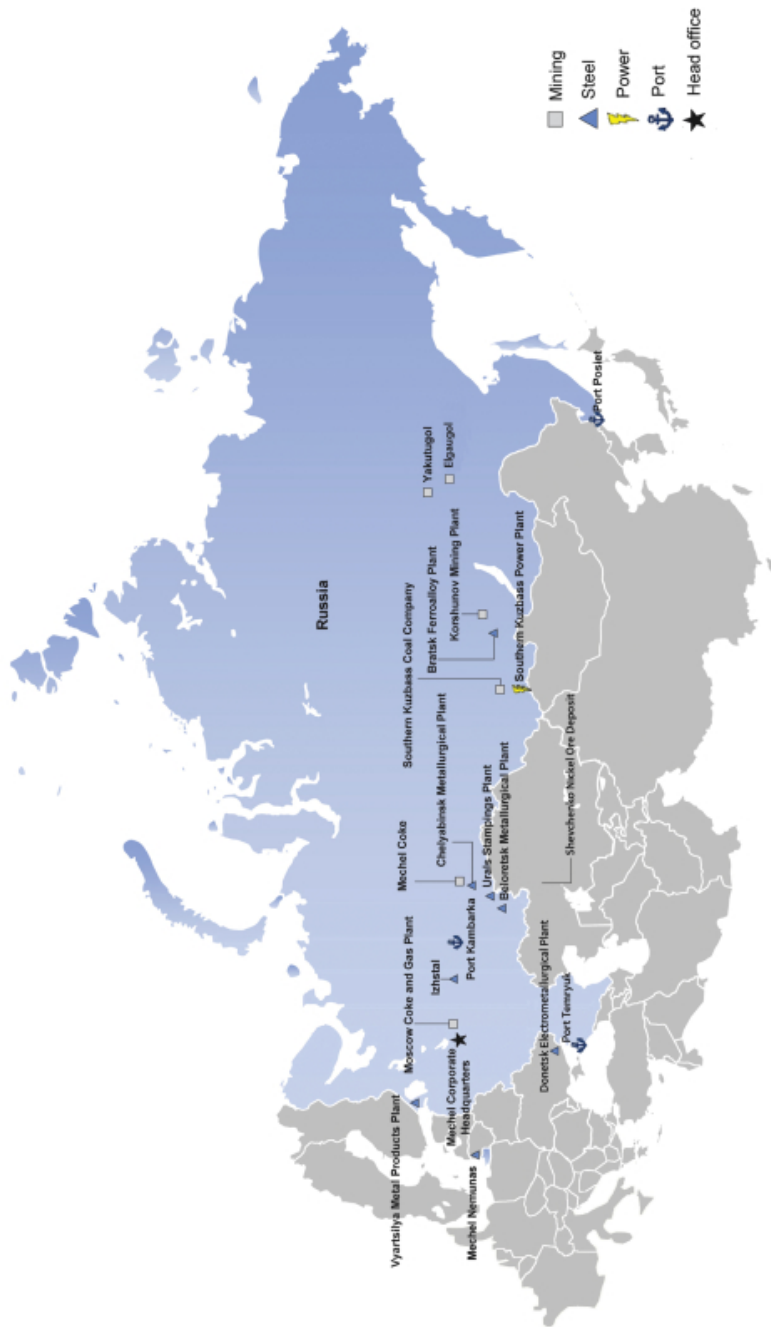 Russia
Vyartsilya Metal Products Plant
Moscow Coke and Gas Plant
Mechel Coke
Southern Kuzbass Coal Company
Yakutugol
Elgaugol
Bratsk Ferroalloy Plant
Korshunov Mining Plant
Chelyabinsk Metallurgical Plant
Izhstal
Port Kambarka
Urals Stampings Plant
Beloretsk Metallurgical Plant
Mechel Corporate
Headquarters
Mechel Nemunas
Southern Kuzbass Power Plant
Shevchenko Nickel Ore Deposit
Donetsk Electrometallurgical Plant
Port Temryuk
Port Posiet
Mining
Steel
Power
Port
Head office